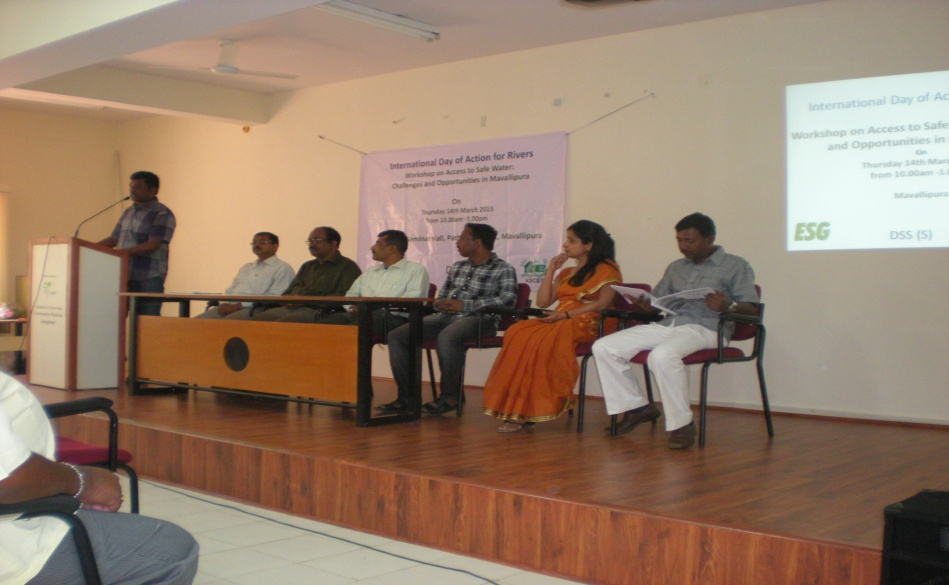 International Day of Action for Rivers
Workshop on Access to Safe Water:
Challenges and Opportunities in Mavallipura
On
Thursday 14th March 2013
from 10.00am -1.00pm
Mavallipura
International Day of Ac
Workshop on Access to Safe
and Opportunities in
On
Thursday 14th Mar
from 10.00am -1.
Mavallipura
ESG
DSS (S)